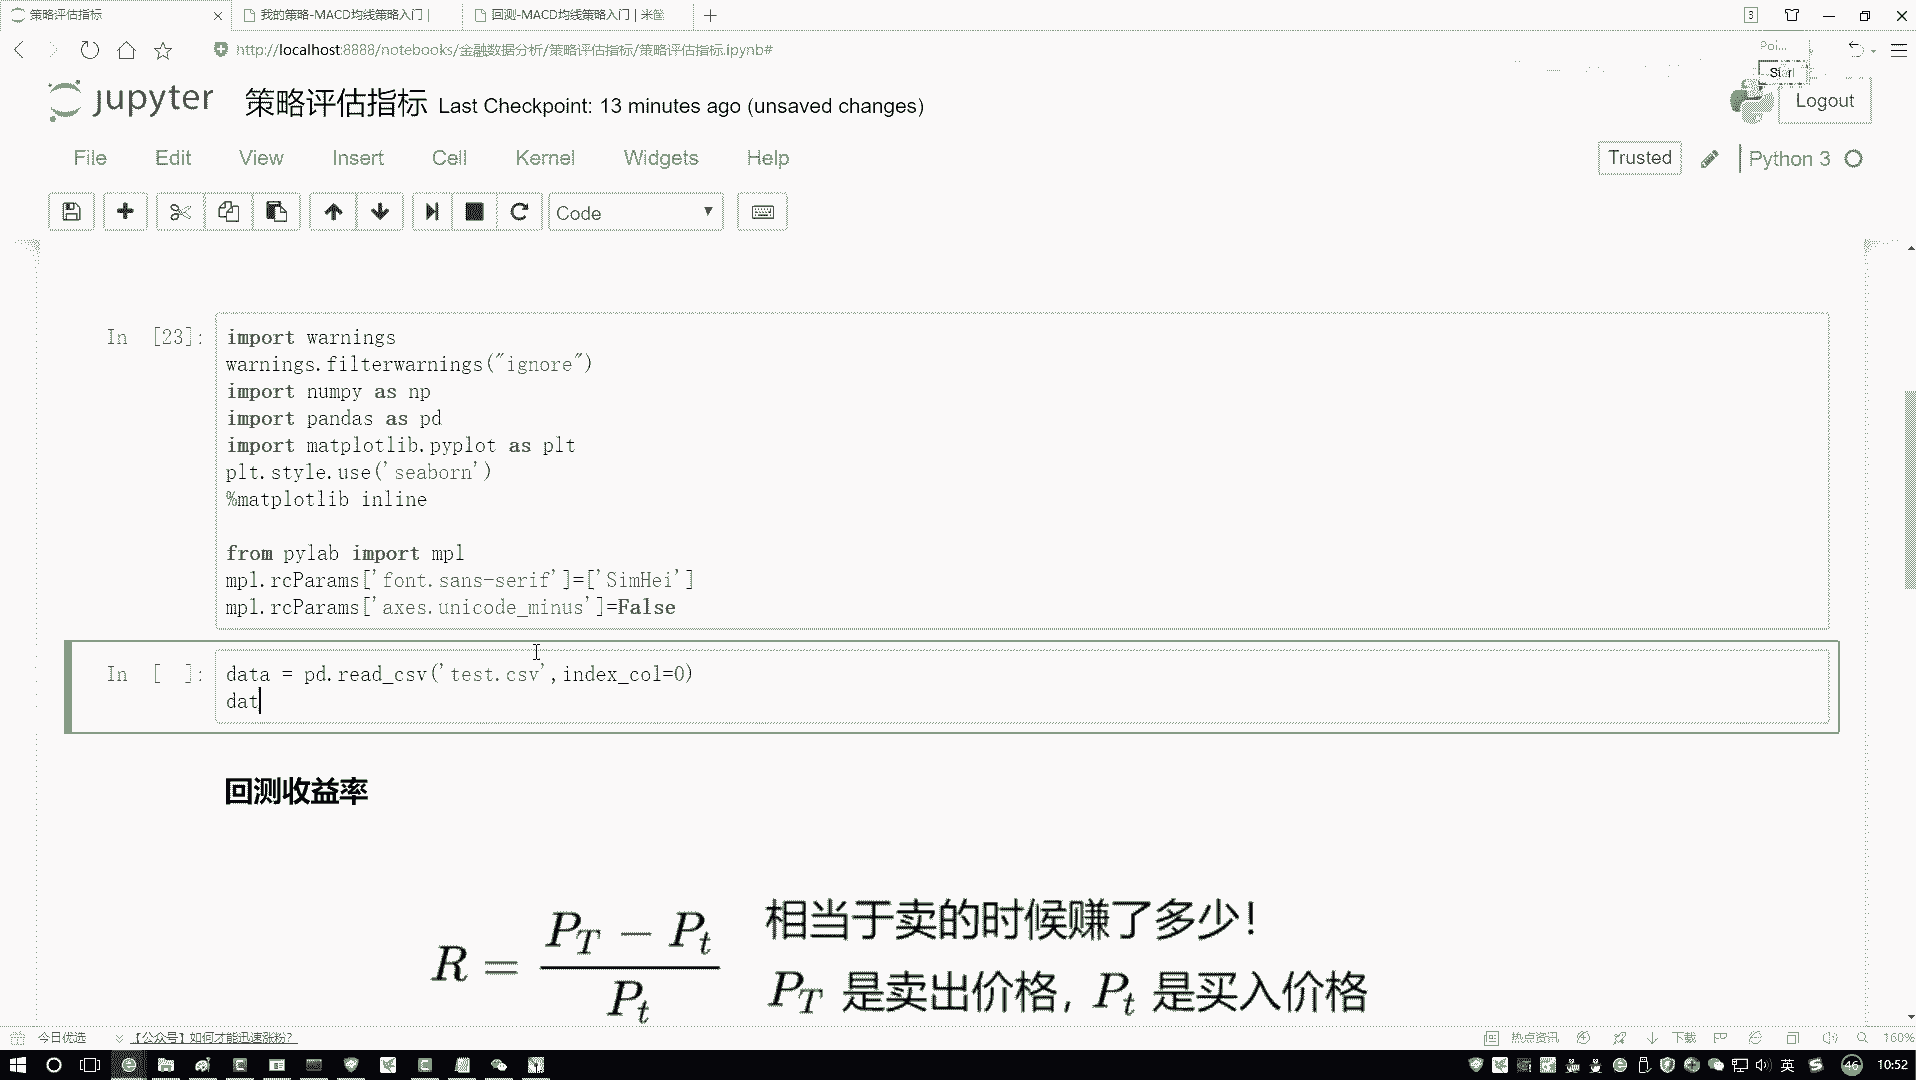 策略评估指标
我的策略-MACD均线策略入门 |
回测-MACD均线策略入门 | 米筐
3
http://localhost:8888/notebooks/金融数据分析/策略评估指标/策略评估指标.ipynb#
Poi...
Start
jupyter 策略评估指标 Last Checkpoint: 13 minutes ago (unsaved changes)
Logout
File Edit View Insert Cell Kernel Widgets Help
Trusted
Python 3
Code
In [23]:
import warnings
warnings.filterwarnings("ignore")
import numpy as np
import pandas as pd
import matplotlib.pyplot as plt
plt.style.use('seaborn')
%matplotlib inline
from pylab import mpl
mpl.rcParams['font.sans-serif']=['SimHei']
mpl.rcParams['axes.unicode_minus']=False
In [ ]:
data = pd.read_csv('test.csv',index_col=0)
dat
回测收益率
R = (P_T − P_t) / P_t
相当于卖的时候赚了多少!
P_T 是卖出价格, P_t 是买入价格
今日优选
【公众号】如何才能迅速涨粉?
热点资讯
下载
160%
英
46
10:52